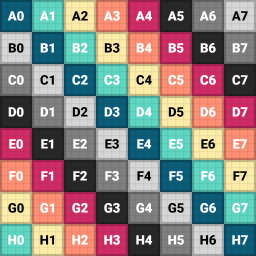 A0 A1 A2 A3 A4 A5 A6 A7
B0 B1 B2 B3 B4 B5 B6 B7
C0 C1 C2 C3 C4 C5 C6 C7
D0 D1 D2 D3 D4 D5 D6 D7
E0 E1 E2 E3 E4 E5 E6 E7
F0 F1 F2 F3 F4 F5 F6 F7
G0 G1 G2 G3 G4 G5 G6 G7
H0 H1 H2 H3 H4 H5 H6 H7